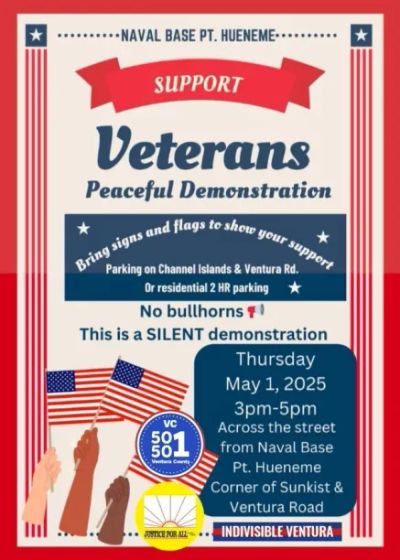 NAVAL BASE PT. HUENEME
SUPPORT
Veterans
Peaceful Demonstration
Bring signs and flags to show your support
Parking on Channel Islands & Ventura Rd.
Or residential 2 HR parking
No bullhorns
This is a SILENT demonstration
Thursday
May 1, 2025
3pm-5pm
Across the street
from Naval Base
Pt. Hueneme
Corner of Sunkist &
Ventura Road
VC
50
50 1
Ventura County
JUSTICE FOR ALL
INDIVISIBLE VENTURA